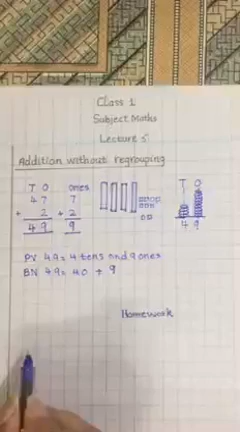 Class 1
Subject Maths
Lecture 5
Addition without regrouping
T O ones T O
4 7 7
+ 2 + 2
4 9 9 4 9
PV 49 = 4 tens and 9 ones
BN 49 = 40 + 9
Homework